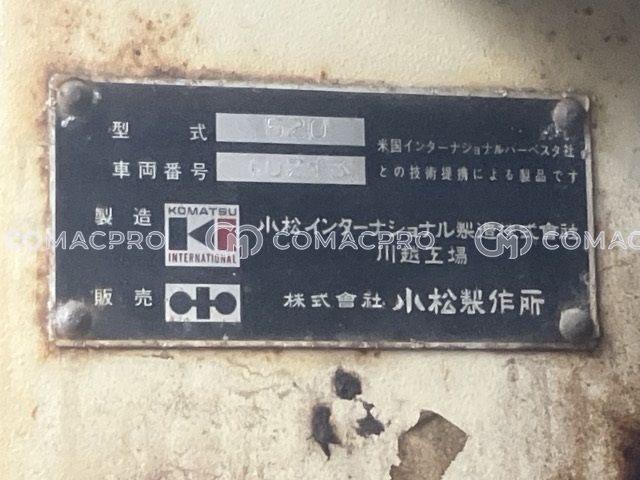 型式 520
米国インターナショナルハーベスタ社
車両番号 10213
との技術提携による製品です
製造 KOMATSU
INTERNATIONAL
小松インターナショナル製造株式會社
川越工場
販売 株式會社 小松製作所
COMACPRO COMACPRO COMACPRO